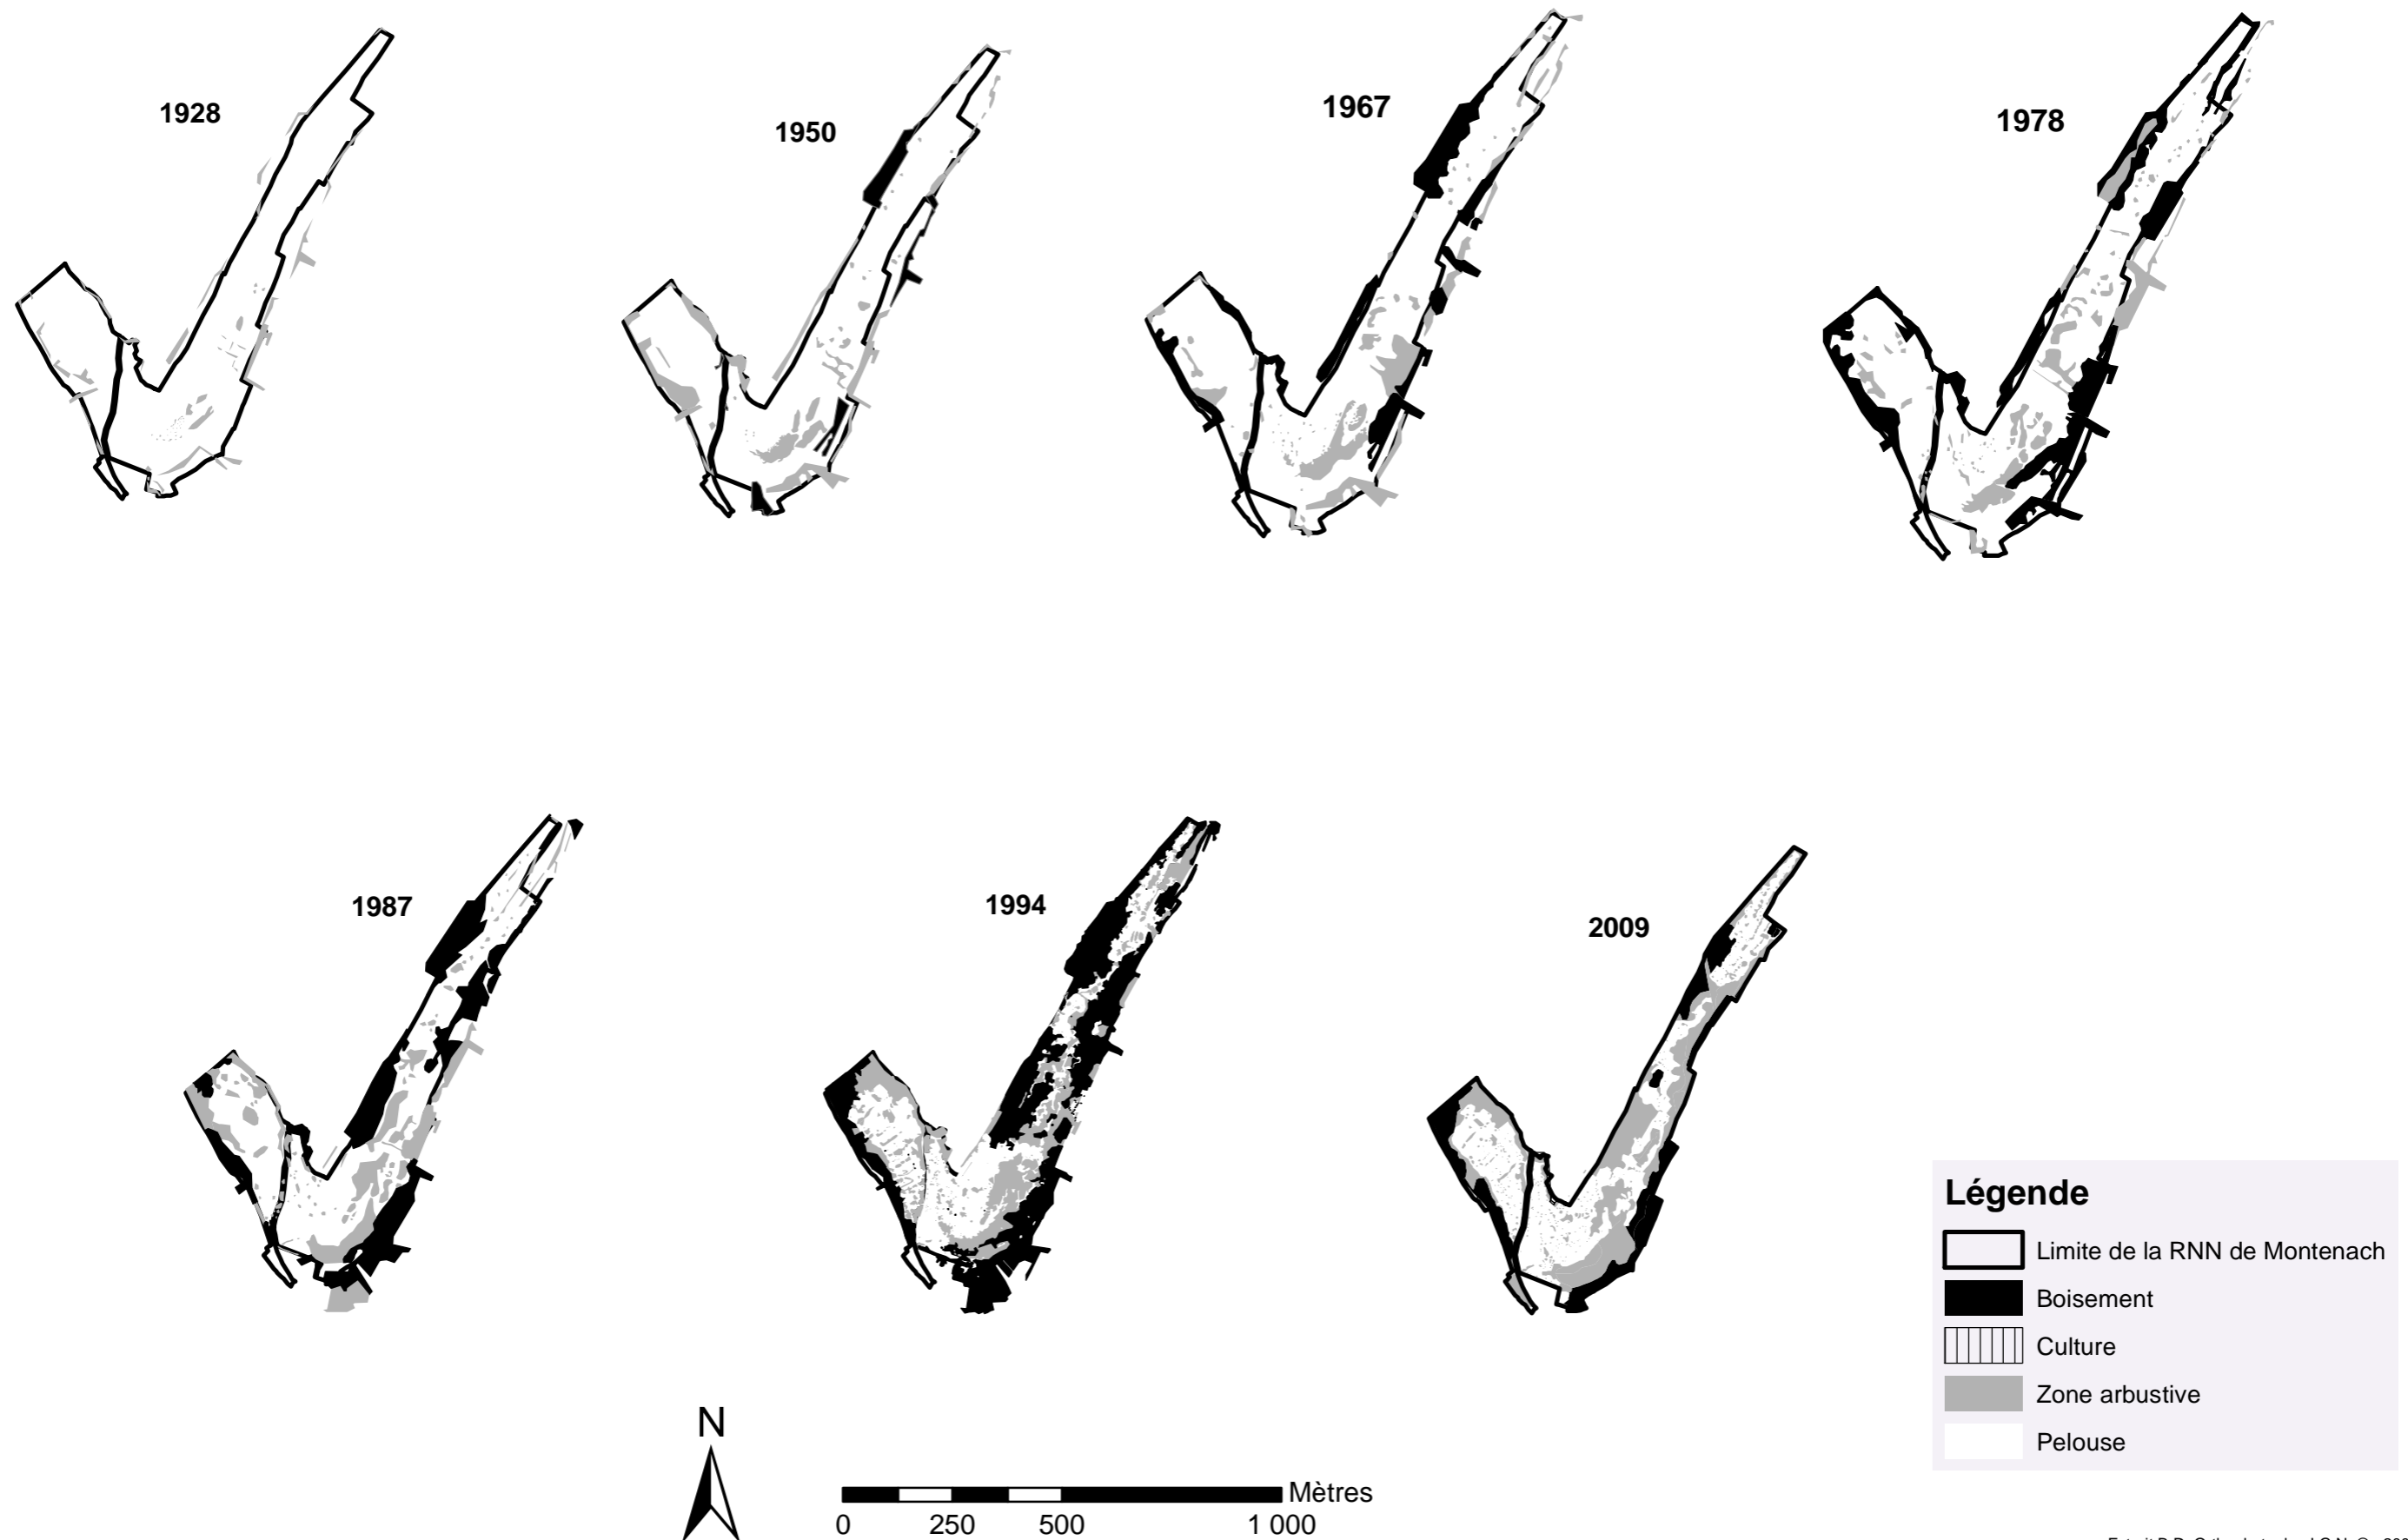 1928
1950
1967
1978
1987
1994
2009
Légende
Limite de la RNN de Montenach
Boisement
Culture
Zone arbustive
Pelouse
N
Mètres
0 250 500 1 000